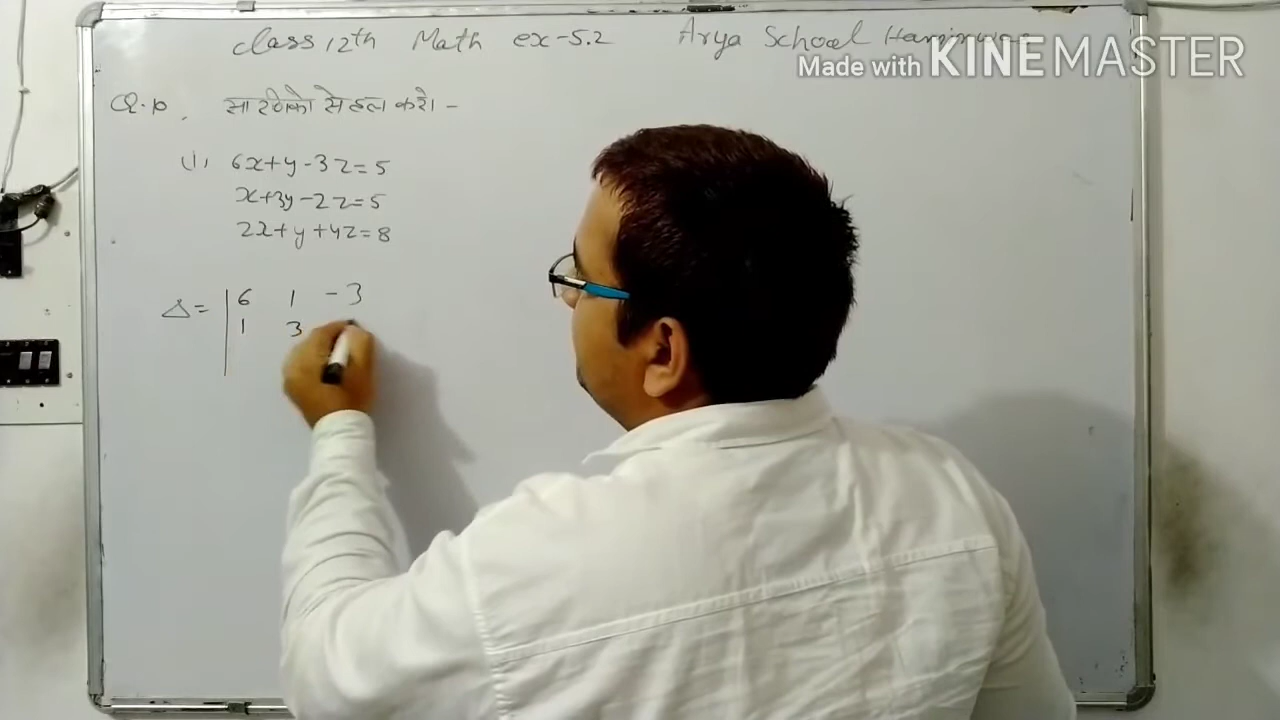 class 12th Math ex-5.2 Arya School
Made with KINEMASTER
Q.10. सारणिको से हल करो।-
(i) 6x+y-3z=5
x+3y-2z=5
2x+y+4z=8
Δ= | 6 1 -3
1 3